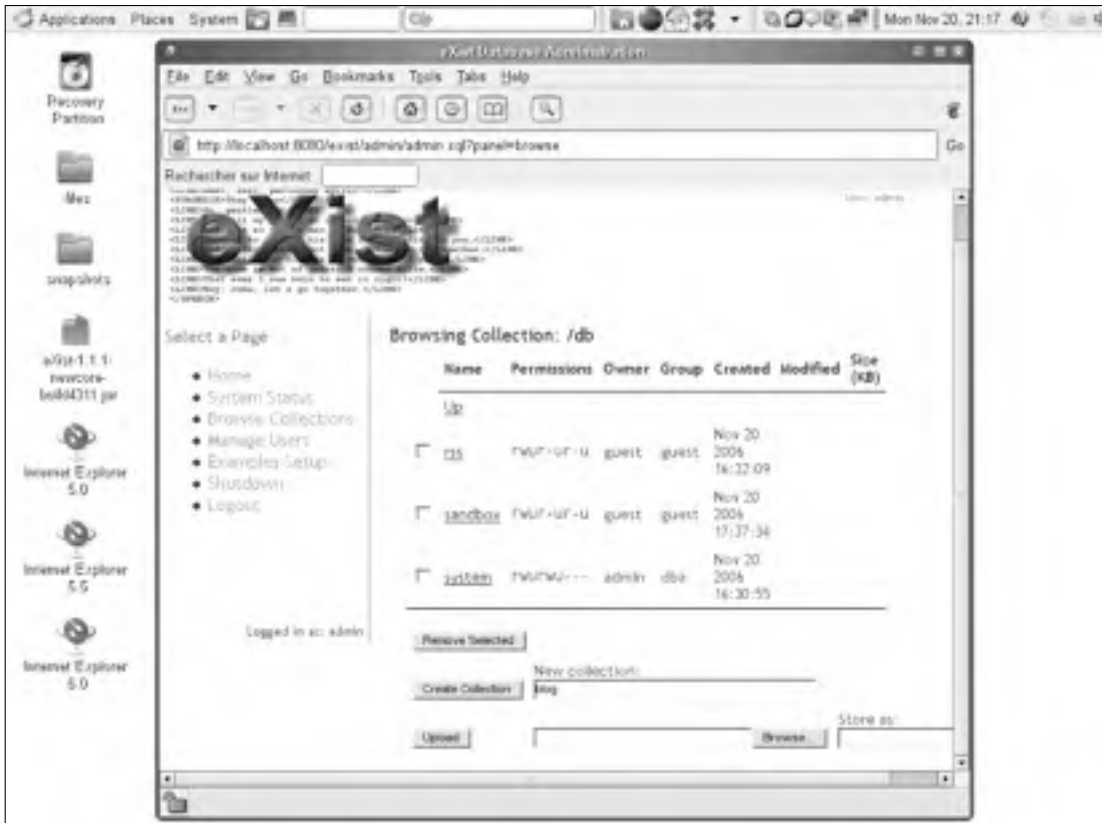 Applications Places System
Mon Nov 20, 21:17
eXist Database Administration
File Edit View Go Bookmarks Tools Tabs Help
http://localhost:8080/exist/admin/admin.xql?panel=browse
Go
Rechercher sur Internet
Recovery
Partition
files
snapshots
eXist-1.1.1-
newcore-
build4311.jar
Internet Explorer
5.0
Internet Explorer
5.5
Internet Explorer
6.0
eXist
User: admin
Select a Page
Home
System Status
Browse Collections
Manage Users
Examples Setup
Shutdown
Logout
Logged in as: admin
Browsing Collection: /db
Name Permissions Owner Group Created Modified Size (KB)
Up
rwur-ur-u guest guest Nov 20 2006 16:32:09
sandbox rwur-ur-u guest guest Nov 20 2006 17:37:34
system rwurwu--- admin dba Nov 20 2006 16:30:55
Remove Selected
New collection:
Create Collection blog
Store as:
Upload Browse...